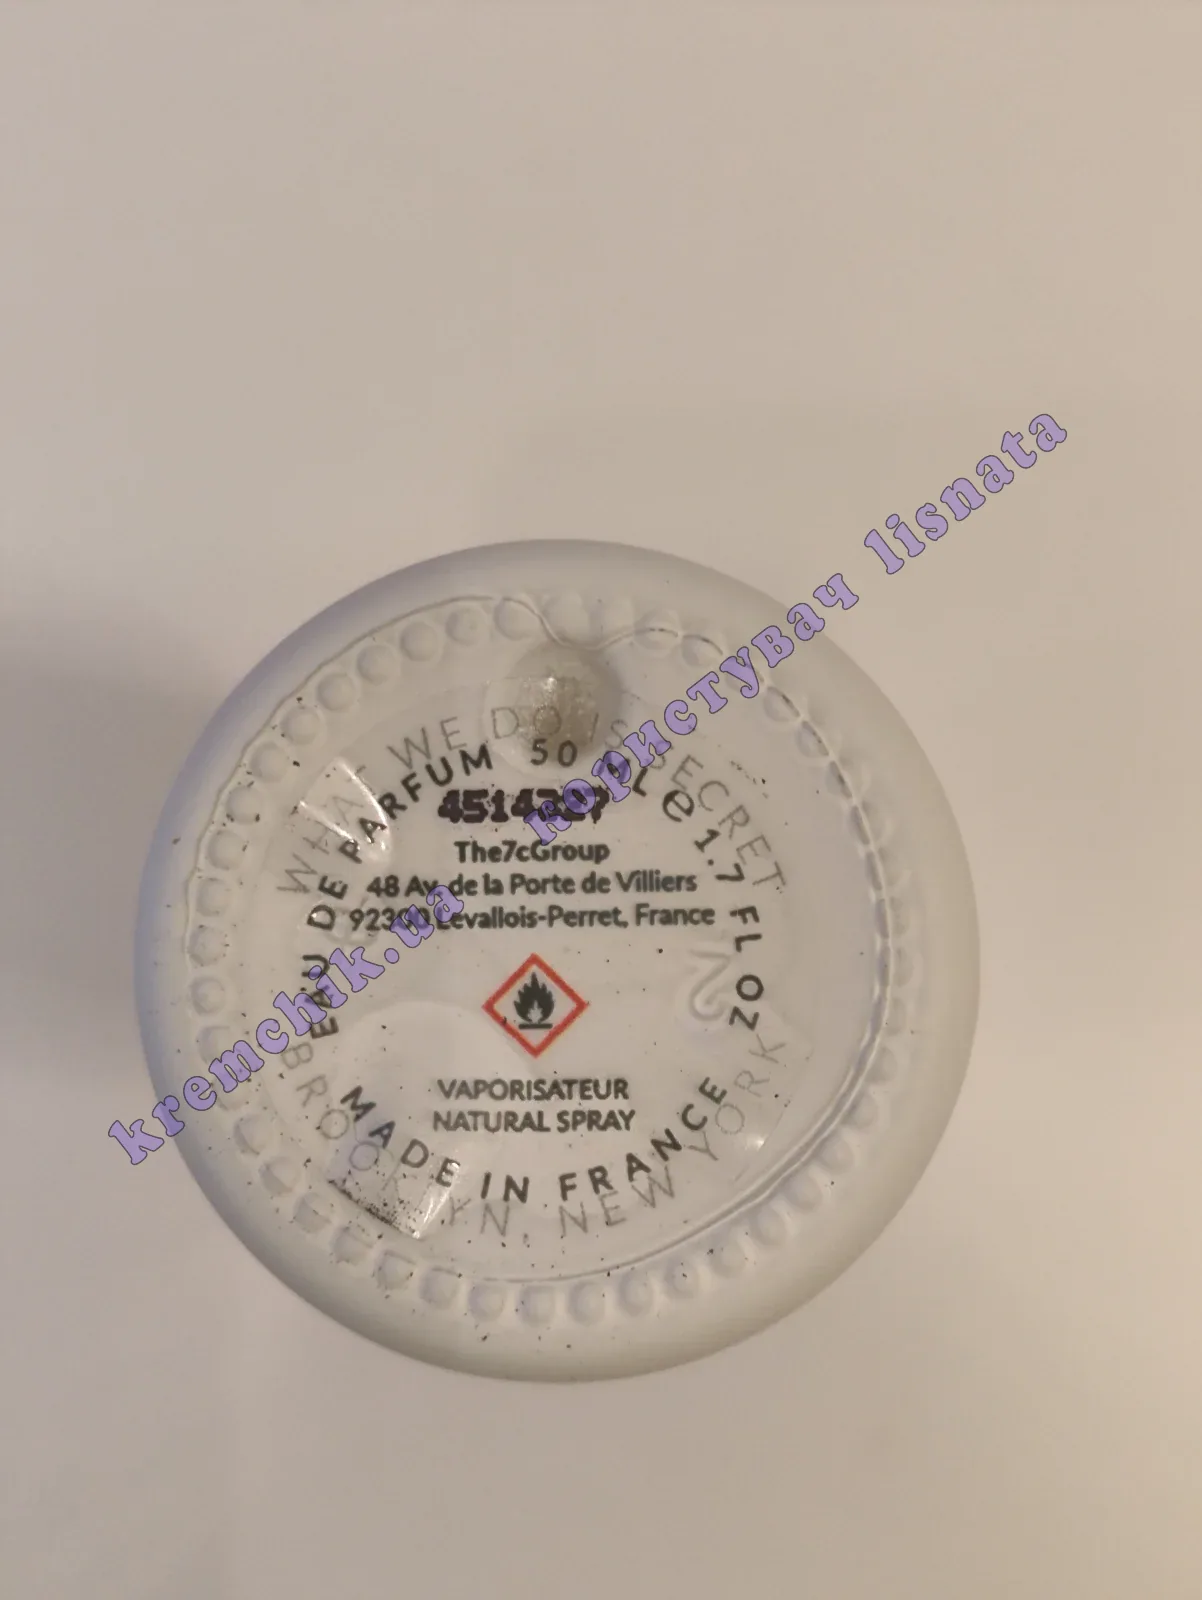 WHAT WE DO IS SECRET
EAU DE PARFUM 50 ML e 1.7 FL OZ
The7cGroup
48 Av. de la Porte de Villiers
Levallois-Perret, France
VAPORISATEUR
NATURAL SPRAY
MADE IN FRANCE
BROOKLYN, NEW YORK
kremchik.ua користувач lisnata